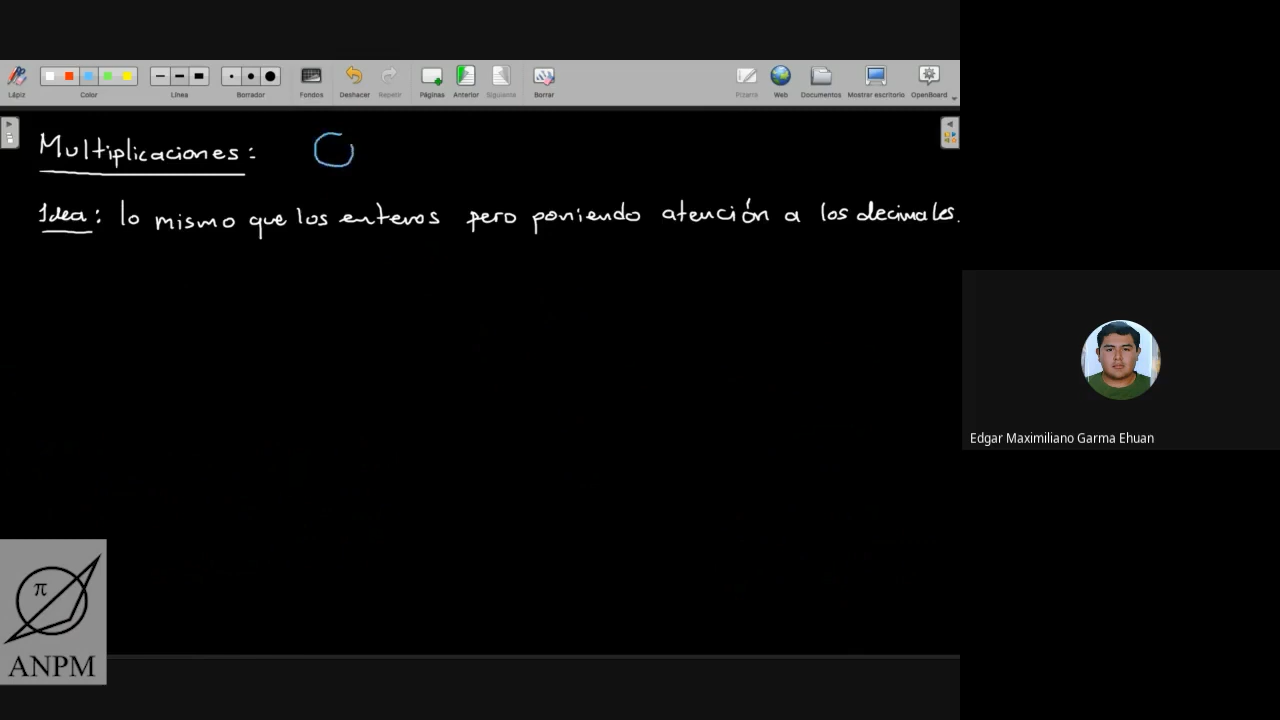 Lápiz Color Línea Borrador Fondos Deshacer Repetir Páginas Anterior Siguiente Borrar Pizarra Web Documentos Mostrar escritorio OpenBoard
Multiplicaciones:
Idea: lo mismo que los enteros pero poniendo atención a los decimales.
Edgar Maximiliano Garma Ehuan
π
ANPM